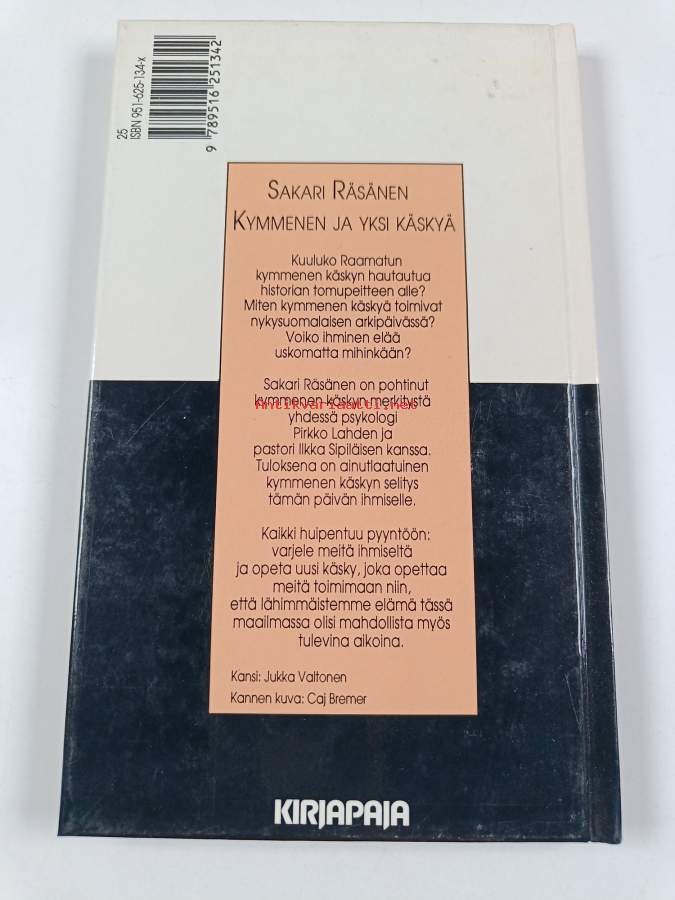 25
ISBN 951-625-134-x
9 789516 251342
SAKARI RÄSÄNEN
KYMMENEN JA YKSI KÄSKYÄ
Kuuluko Raamatun
kymmenen käskyn hautautua
historian tomupeitteen alle?
Miten kymmenen käskyä toimivat
nykysuomalaisen arkipäivässä?
Voiko ihminen elää
uskomatta mihinkään?
Sakari Räsänen on pohtinut
kymmenen käskyn merkitystä
Antikvariaatti.net
yhdessä psykologi
Pirkko Lahden ja
pastori Ilkka Sipiläisen kanssa.
Tuloksena on ainutlaatuinen
kymmenen käskyn selitys
tämän päivän ihmiselle.
Kaikki huipentuu pyyntöön:
varjele meitä ihmiseltä
ja opeta uusi käsky, joka opettaa
meitä toimimaan niin,
että lähimmäistemme elämä tässä
maailmassa olisi mahdollista myös
tulevina aikoina.
Kansi: Jukka Valtonen
Kannen kuva: Caj Bremer
KIRJAPAJA